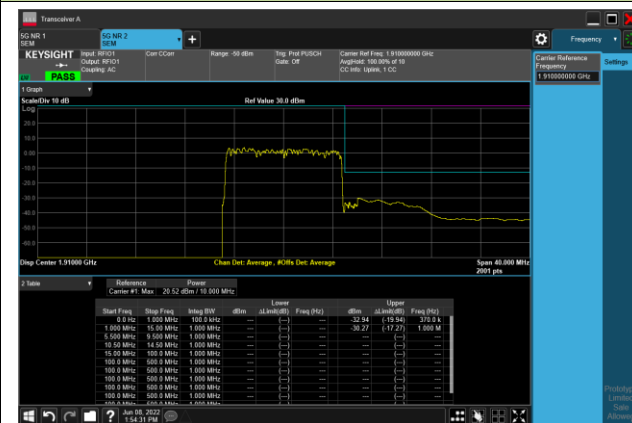 Transceiver A
5G NR 1
SEM
5G NR 2
SEM
Frequency
KEYSIGHT
Input: RFIO1
Output: RFIO1
Coupling: AC
Corr CCorr
Range: -50 dBm
Trig: Prot PUSCH
Gate: Off
Carrier Ref Freq: 1.910000000 GHz
Avg|Hold: 100.00% of 10
CC Info: Uplink, 1 CC
PASS
Carrier Reference
Frequency
1.910000000 GHz
Settings
1 Graph
Scale/Div 10 dB
Ref Value 30.0 dBm
Log
20.0
10.0
0.00
-10.0
-20.0
-30.0
-40.0
-50.0
-60.0
Disp Center 1.91000 GHz
Chan Det: Average , #Offs Det: Average
Span 40.000 MHz
2001 pts
2 Table
Reference Power
Carrier #1: Max : 20.52 dBm / 10.000 MHz
Lower Upper
Start Freq Stop Freq Integ BW dBm ΔLimit(dB) Freq (Hz) dBm ΔLimit(dB) Freq (Hz)
0.0 Hz 1.000 MHz 100.0 kHz --- (---) --- -32.94 (-19.94) 370.0 k
1.000 MHz 15.00 MHz 1.000 MHz --- (---) --- -30.27 (-17.27) 1.000 M
5.500 MHz 9.500 MHz 1.000 MHz --- (---) --- --- (---) ---
10.50 MHz 14.50 MHz 1.000 MHz --- (---) --- --- (---) ---
15.00 MHz 100.0 MHz 1.000 MHz --- (---) --- --- (---) ---
100.0 MHz 500.0 MHz 1.000 MHz --- (---) --- --- (---) ---
100.0 MHz 500.0 MHz 1.000 MHz --- (---) --- --- (---) ---
100.0 MHz 500.0 MHz 1.000 MHz --- (---) --- --- (---) ---
100.0 MHz 500.0 MHz 1.000 MHz --- (---) --- --- (---) ---
Jun 08, 2022
1:54:31 PM
Limited
Sale